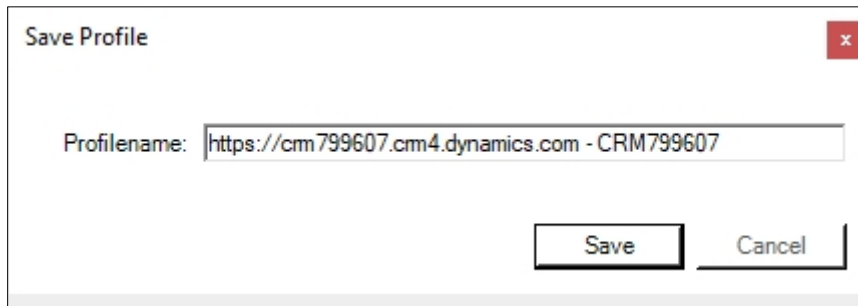 Save Profile
x
Profilename: https://crm799607.crm4.dynamics.com - CRM799607
Save Cancel